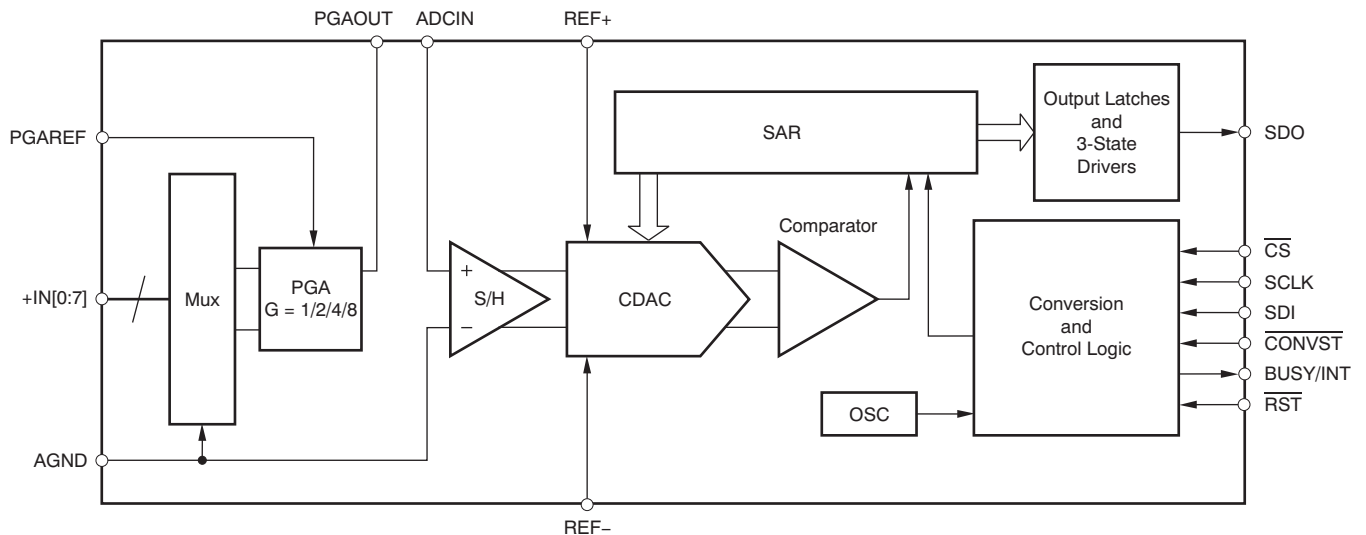 PGAOUT ADCIN REF+
PGAREF
SAR
Output Latches
and
3-State
Drivers
SDO
Comparator
+IN[0:7]
Mux
PGA
G = 1/2/4/8
+
S/H
−
CDAC
Conversion
and
Control Logic
CS
SCLK
SDI
CONVST
BUSY/INT
RST
OSC
AGND
REF−